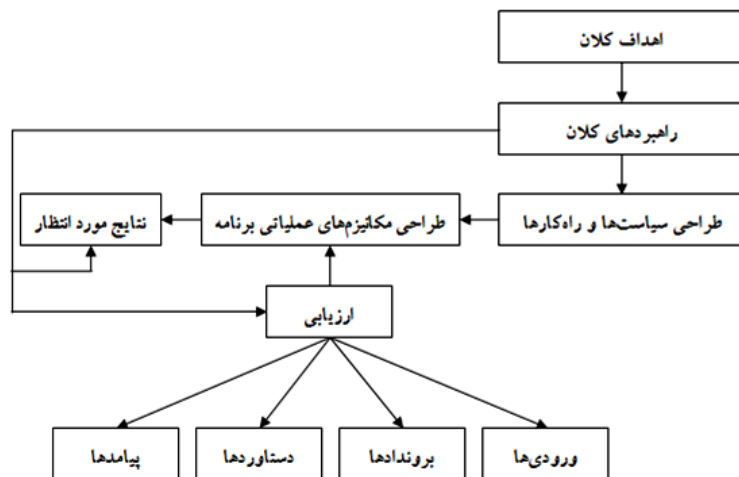 اهداف کلان
راهبردهای کلان
طراحی سیاست‌ها و راه‌کارها
طراحی مکانیزم‌های عملیاتی برنامه
نتایج مورد انتظار
ارزیابی
ورودی‌ها
بروندادها
دستاوردها
پیامدها